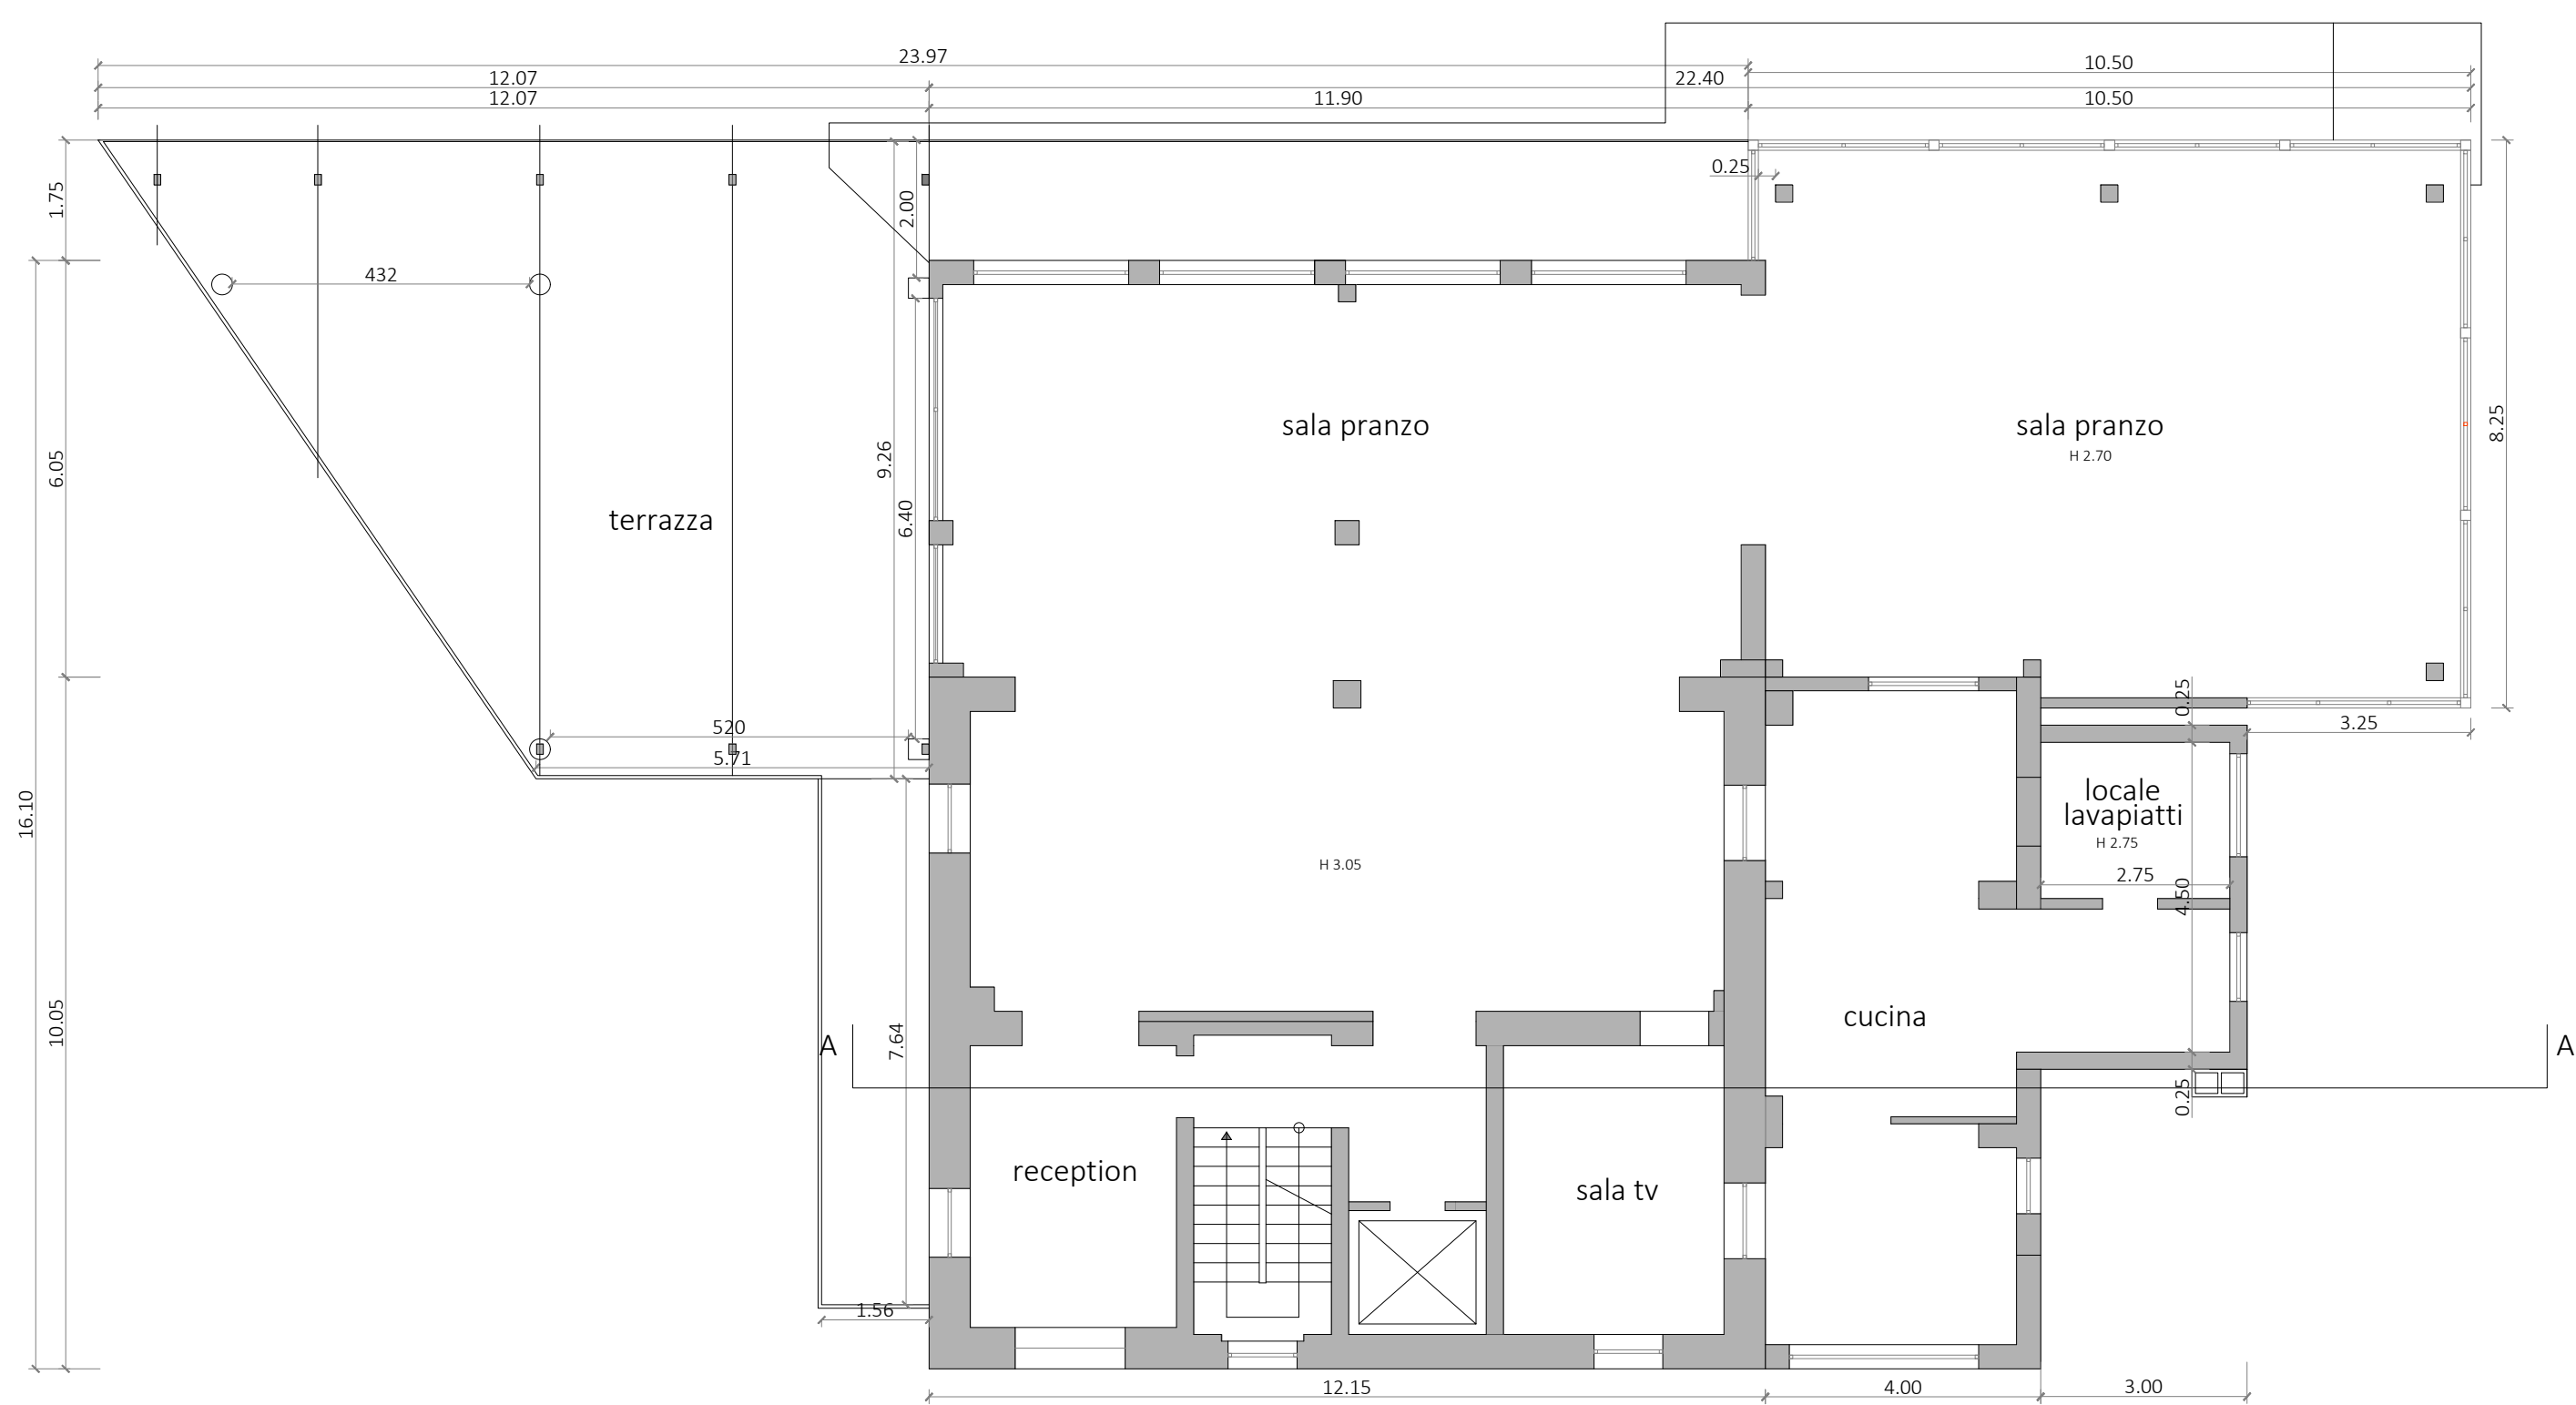 23.97
10.50
12.07
22.40
12.07
11.90
10.50
0.25
1.75
2.00
432
sala pranzo
sala pranzo
H 2.70
8.25
9.26
6.05
6.40
terrazza
0.25
520
3.25
5.71
locale
lavapiatti
H 2.75
16.10
H 3.05
2.75
4.50
cucina
10.05
7.64
A
A
0.25
reception
sala tv
1.56
12.15
4.00
3.00